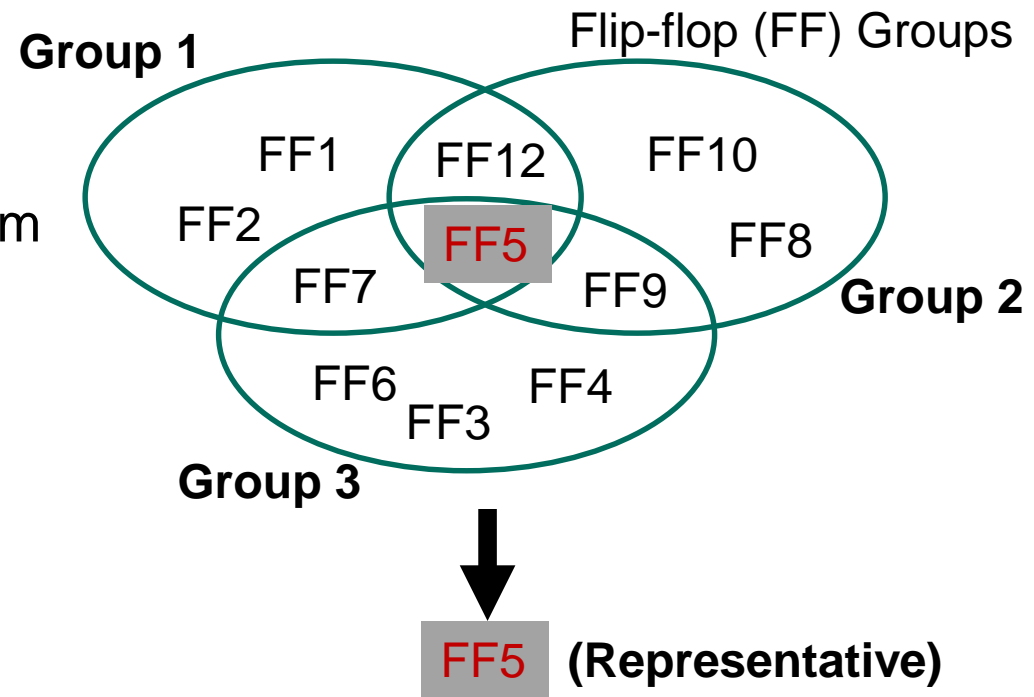 Flip-flop (FF) Groups
Group 1
FF1
FF12
FF10
m
FF2
FF5
FF8
FF7
FF9
Group 2
FF6
FF4
FF3
Group 3
FF5 (Representative)